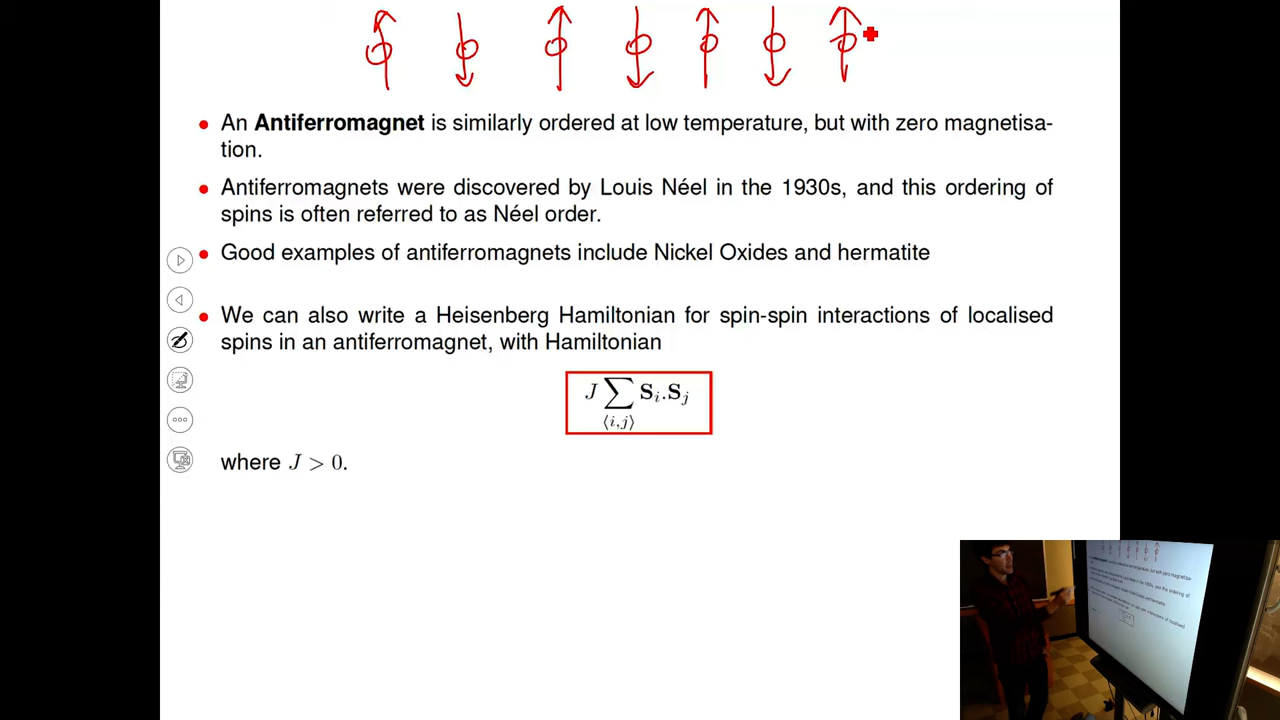 An Antiferromagnet is similarly ordered at low temperature, but with zero magnetisa-
tion.
Antiferromagnets were discovered by Louis Néel in the 1930s, and this ordering of
spins is often referred to as Néel order.
Good examples of antiferromagnets include Nickel Oxides and hermatite
We can also write a Heisenberg Hamiltonian for spin-spin interactions of localised
spins in an antiferromagnet, with Hamiltonian
J ∑ S_i.S_j
⟨i,j⟩
where J > 0.